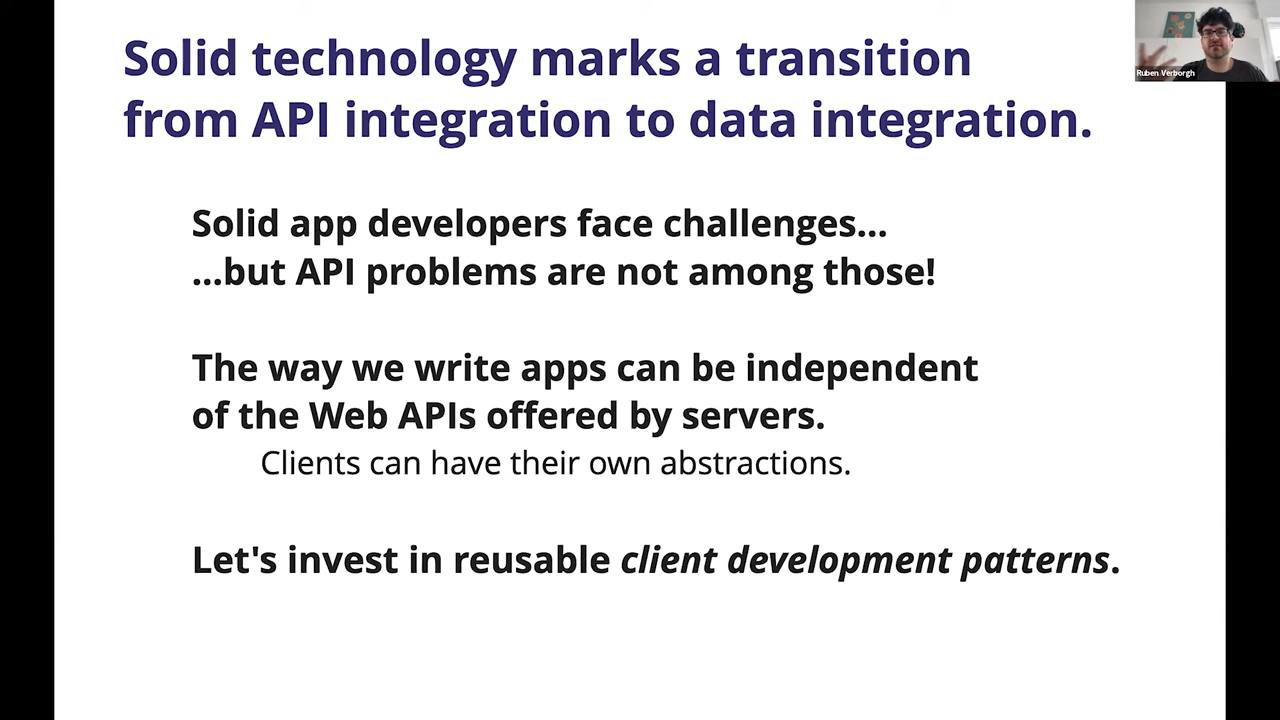 Solid technology marks a transition
from API integration to data integration.
Ruben Verborgh
Solid app developers face challenges...
...but API problems are not among those!
The way we write apps can be independent
of the Web APIs offered by servers.
Clients can have their own abstractions.
Let's invest in reusable client development patterns.